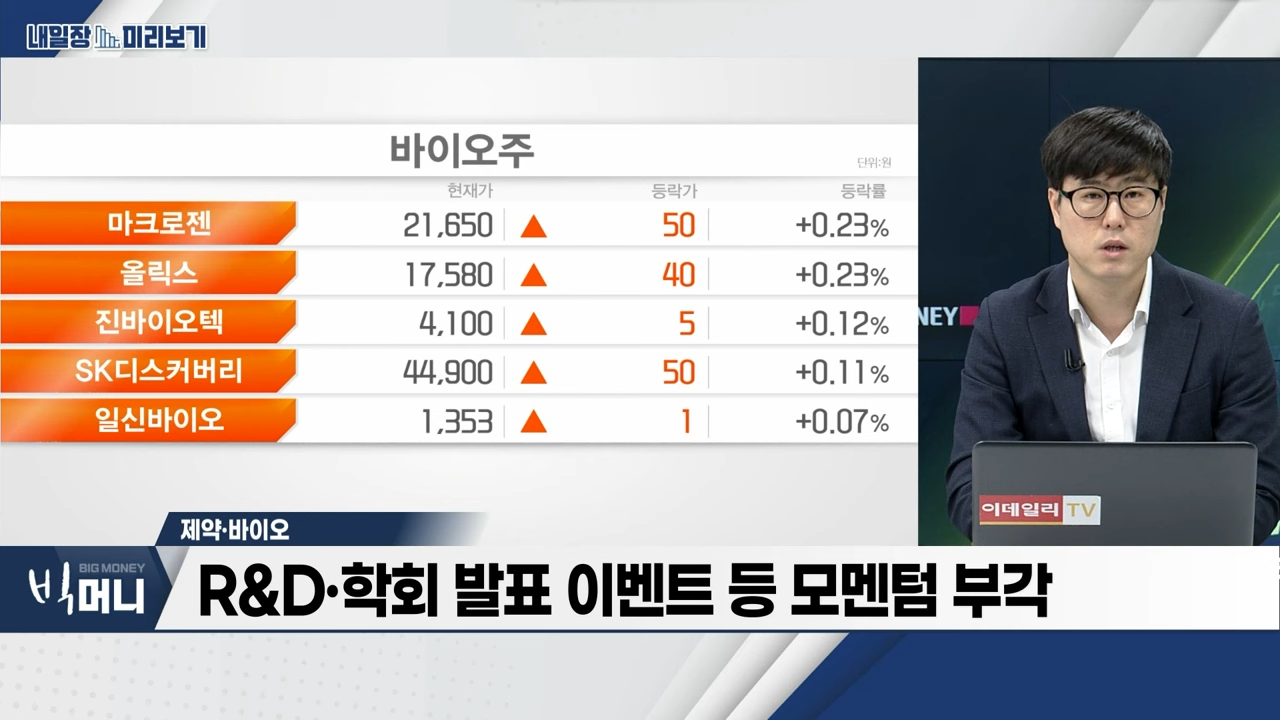 내일장 미리보기
바이오주
단위:원
현재가 등락가 등락률
마크로젠 21,650 ▲ 50 +0.23%
올릭스 17,580 ▲ 40 +0.23%
진바이오텍 4,100 ▲ 5 +0.12%
SK디스커버리 44,900 ▲ 50 +0.11%
일신바이오 1,353 ▲ 1 +0.07%
NEY
이데일리 TV
제약·바이오
BIG MONEY
빅머니
R&D·학회 발표 이벤트 등 모멘텀 부각